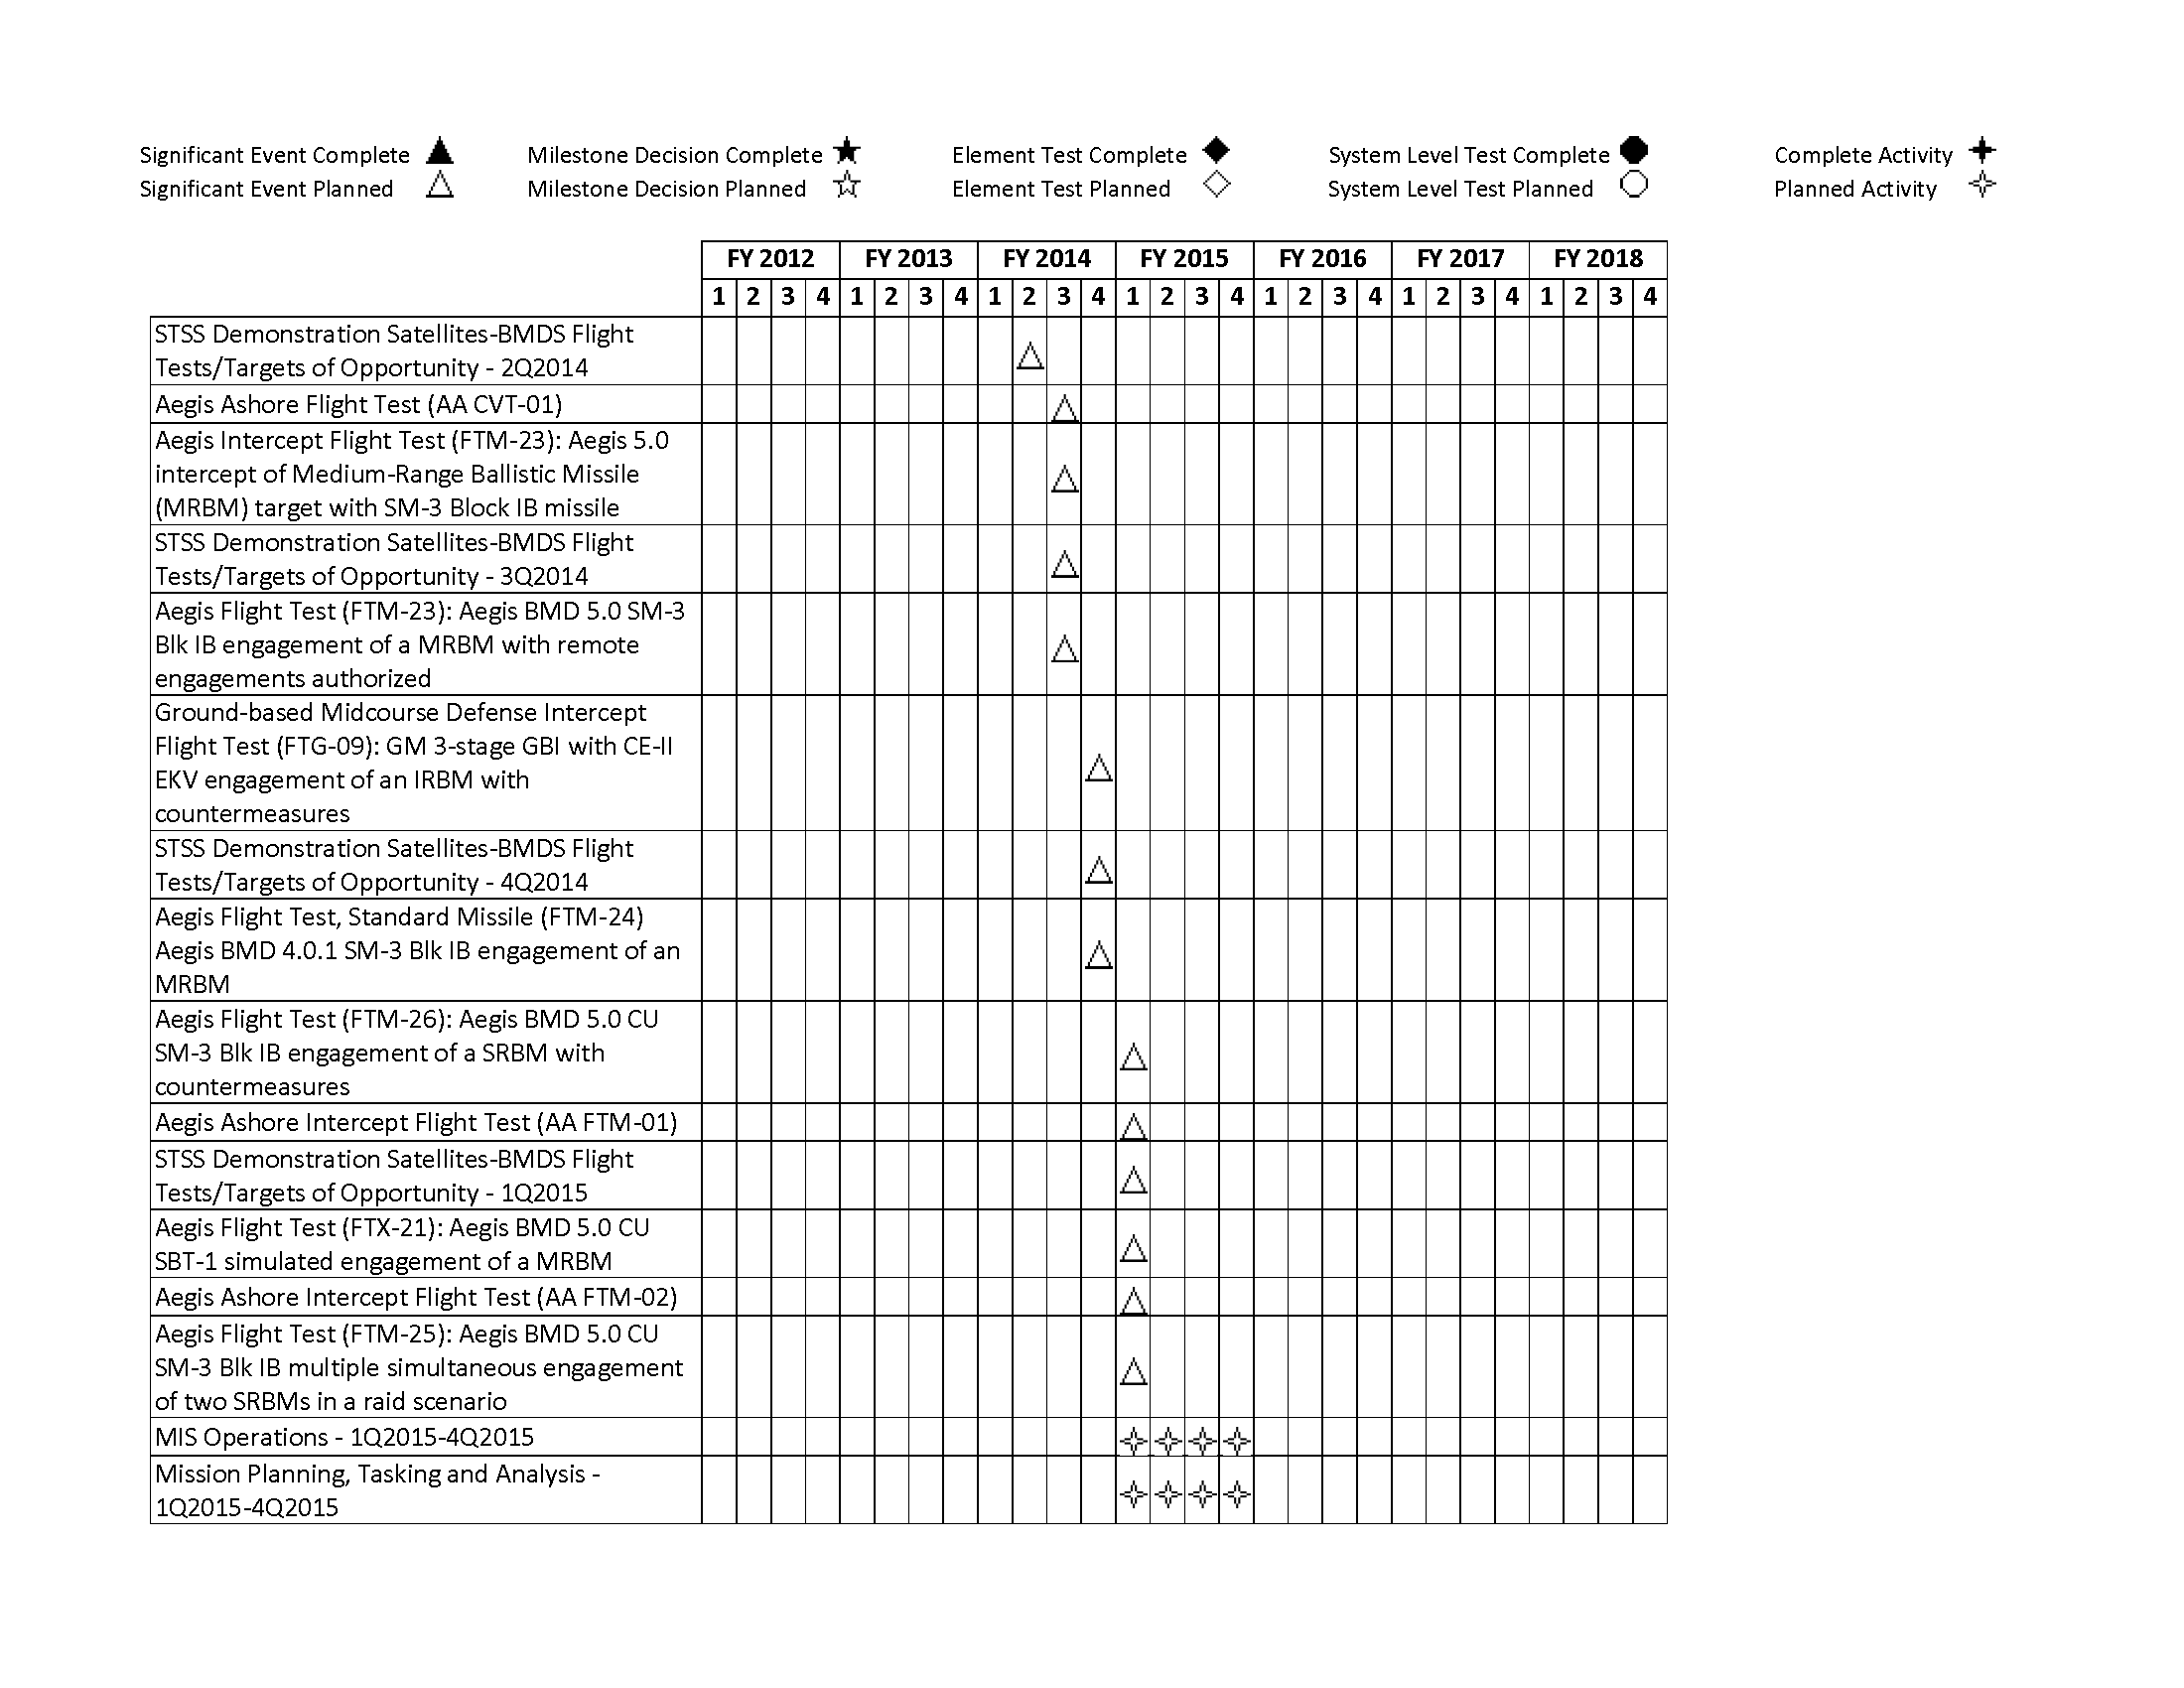 Significant Event Complete Milestone Decision Complete Element Test Complete System Level Test Complete Complete Activity
Significant Event Planned Milestone Decision Planned Element Test Planned System Level Test Planned Planned Activity
FY 2012 FY 2013 FY 2014 FY 2015 FY 2016 FY 2017 FY 2018
1 2 3 4 1 2 3 4 1 2 3 4 1 2 3 4 1 2 3 4 1 2 3 4 1 2 3 4
STSS Demonstration Satellites-BMDS Flight
Tests/Targets of Opportunity - 2Q2014
Aegis Ashore Flight Test (AA CVT-01)
Aegis Intercept Flight Test (FTM-23): Aegis 5.0
intercept of Medium-Range Ballistic Missile
(MRBM) target with SM-3 Block IB missile
STSS Demonstration Satellites-BMDS Flight
Tests/Targets of Opportunity - 3Q2014
Aegis Flight Test (FTM-23): Aegis BMD 5.0 SM-3
Blk IB engagement of a MRBM with remote
engagements authorized
Ground-based Midcourse Defense Intercept
Flight Test (FTG-09): GM 3-stage GBI with CE-II
EKV engagement of an IRBM with
countermeasures
STSS Demonstration Satellites-BMDS Flight
Tests/Targets of Opportunity - 4Q2014
Aegis Flight Test, Standard Missile (FTM-24)
Aegis BMD 4.0.1 SM-3 Blk IB engagement of an
MRBM
Aegis Flight Test (FTM-26): Aegis BMD 5.0 CU
SM-3 Blk IB engagement of a SRBM with
countermeasures
Aegis Ashore Intercept Flight Test (AA FTM-01)
STSS Demonstration Satellites-BMDS Flight
Tests/Targets of Opportunity - 1Q2015
Aegis Flight Test (FTX-21): Aegis BMD 5.0 CU
SBT-1 simulated engagement of a MRBM
Aegis Ashore Intercept Flight Test (AA FTM-02)
Aegis Flight Test (FTM-25): Aegis BMD 5.0 CU
SM-3 Blk IB multiple simultaneous engagement
of two SRBMs in a raid scenario
MIS Operations - 1Q2015-4Q2015
Mission Planning, Tasking and Analysis -
1Q2015-4Q2015